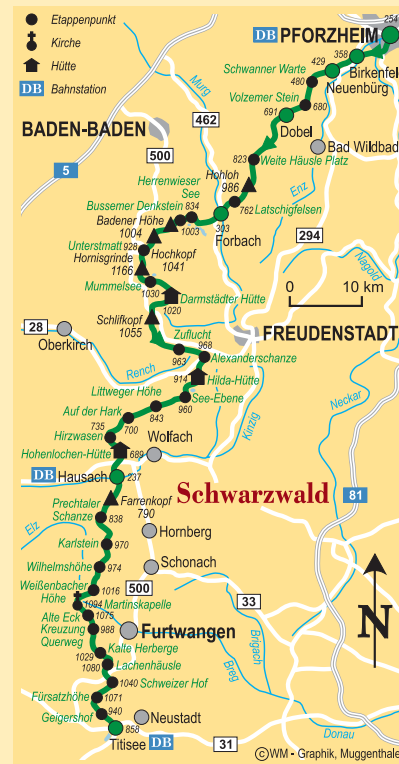 Etappenpunkt
Kirche
Hütte
DB Bahnstation
254
DB PFORZHEIM
358
Birkenfeld
429
Neuenbürg
Schwanner Warte
480
Volzemer Stein
680
691
Dobel
Murg
462
BADEN-BADEN
500
5
Bad Wildbad
Enz
823
Weite Häusle Platz
Hohloh
986
762 Latschigfelsen
Herrenwieser
See
Bussemer Denkstein 834
Badener Höhe
1003
1004
303
Forbach
294
Nagold
Unterstmatt 928
Hochkopf
1041
Hornisgrinde
1166
Mummelsee
1030
Darmstädter Hütte
1020
0 10 km
Schlifkopf
1055
FREUDENSTADT
28
Oberkirch
Zuflucht
963
968
Alexanderschanze
Rench
914
Hilda-Hütte
See-Ebene
960
Littweger Höhe
843
Auf der Hark
700
Kinzig
Neckar
735
Hirzwasen
Wolfach
Hohenlochen-Hütte 689
DB Hausach 237
Schwarzwald
81
Farrenkopf
790
Prechtaler
Schanze 838
Elz
Hornberg
Karlstein 970
Schonach
Wilhelmshöhe 974
500
33
Weißenbacher
Höhe
1016
1094 Martinskapelle
Alte Eck 1075
Kreuzung
Querweg 988
Furtwangen
Brigach
Breg
Kalte Herberge
1029
1080 Lachenhäusle
1040 Schweizer Hof
Fürsatzhöhe 1071
Geigershof 940
Neustadt
858
Titisee DB
31
Donau
N
©WM - Graphik, Muggenthaler